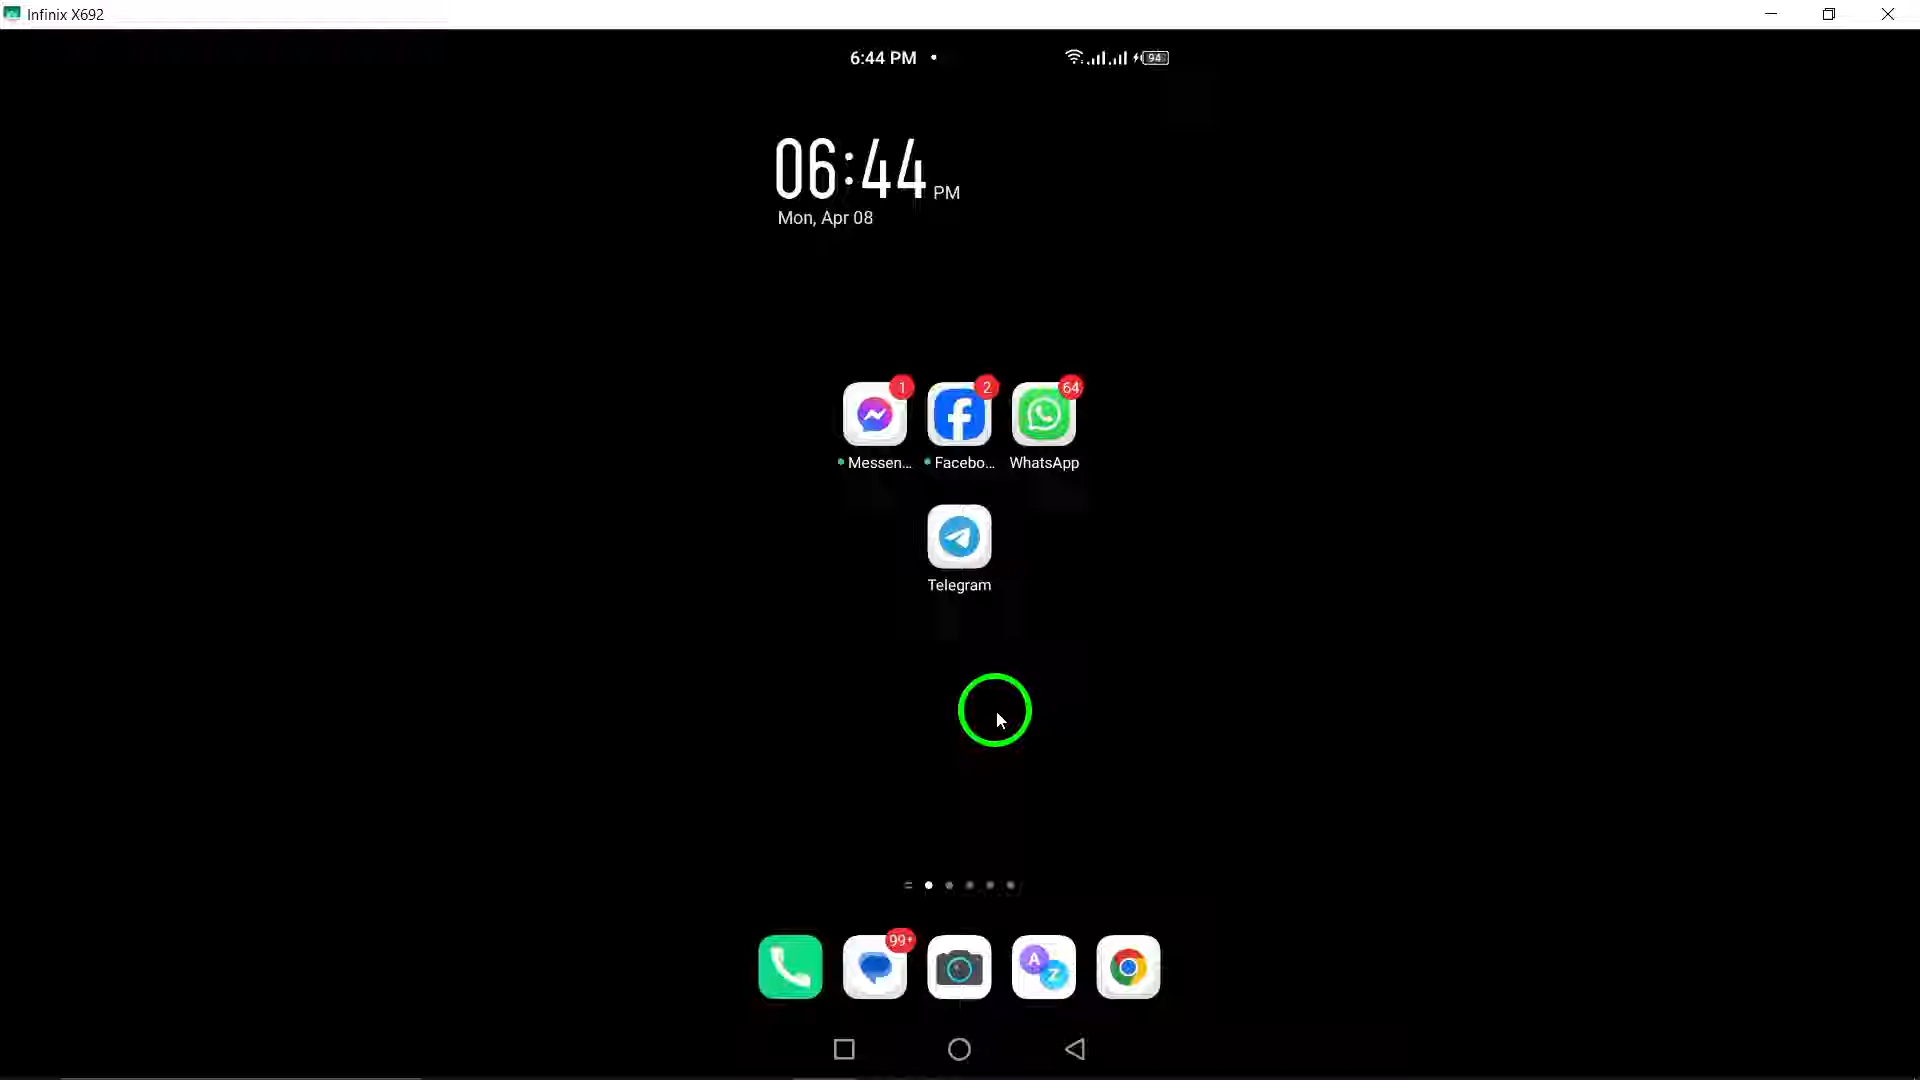 Infinix X692
6:44 PM
94
06:44 PM
Mon, Apr 08
1
2
64
Messen...
Facebo...
WhatsApp
Telegram
99+
A
Z